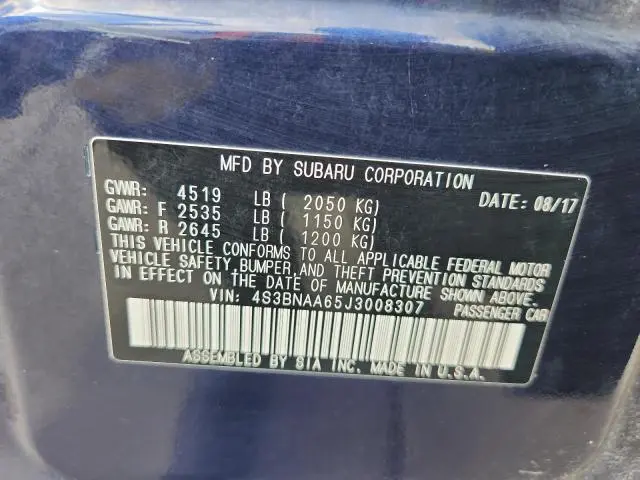 MFD BY SUBARU CORPORATION
GVWR: 4519 LB ( 2050 KG) DATE: 08/17
GAWR: F 2535 LB ( 1150 KG)
GAWR: R 2645 LB ( 1200 KG)
THIS VEHICLE CONFORMS TO ALL APPLICABLE FEDERAL MOTOR
VEHICLE SAFETY, BUMPER, AND THEFT PREVENTION STANDARDS
IN EFFECT ON THE DATE OF MANUFACTURE SHOWN ABOVE.
VIN: 4S3BNAA65J3008307 PASSENGER CAR
ASSEMBLED BY SIA INC. MADE IN U.S.A.